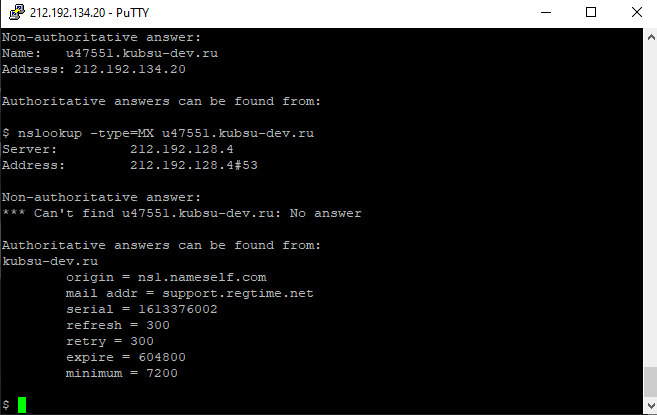 212.192.134.20 - PuTTY
Non-authoritative answer:
Name:   u47551.kubsu-dev.ru
Address: 212.192.134.20

Authoritative answers can be found from:

$ nslookup -type=MX u47551.kubsu-dev.ru
Server:         212.192.128.4
Address:        212.192.128.4#53

Non-authoritative answer:
*** Can't find u47551.kubsu-dev.ru: No answer

Authoritative answers can be found from:
kubsu-dev.ru
        origin = ns1.nameself.com
        mail addr = support.regtime.net
        serial = 1613376002
        refresh = 300
        retry = 300
        expire = 604800
        minimum = 7200

$